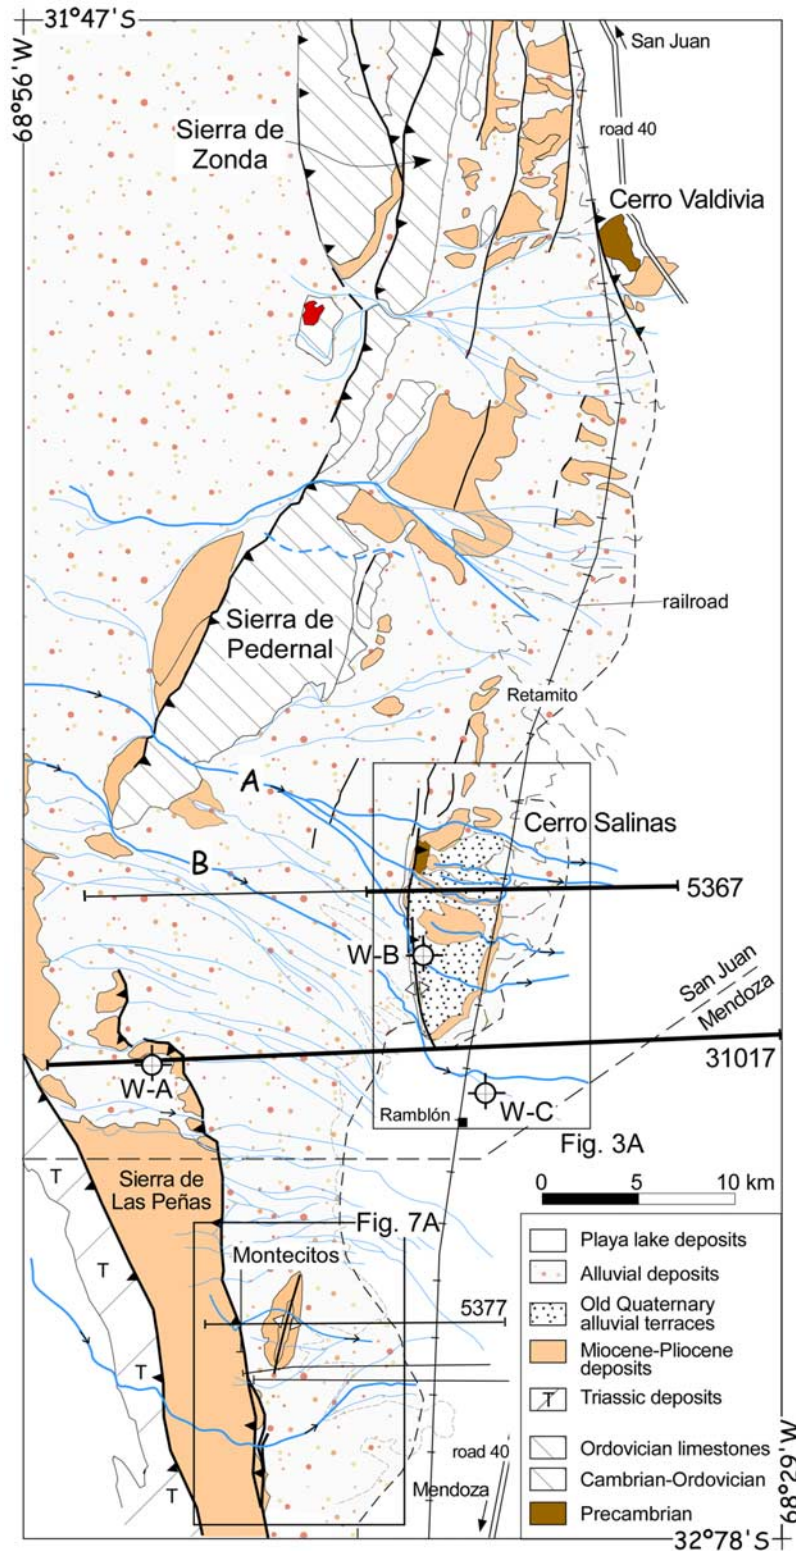 31°47'S
68°56'W
San Juan
Sierra de
Zonda
road 40
Cerro Valdivia
Sierra de
Pedernal
railroad
Retamito
A
Cerro Salinas
B
5367
W-B
San Juan
Mendoza
31017
W-A
W-C
Ramblón
Fig. 3A
0 5 10 km
T
Sierra de
Las Peñas
Fig. 7A
Montecitos
T
5377
T
T
road 40
Mendoza
Playa lake deposits
Alluvial deposits
Old Quaternary
alluvial terraces
Miocene-Pliocene
deposits
T
Triassic deposits
Ordovician limestones
Cambrian-Ordovician
Precambrian
68°29'W
32°78'S